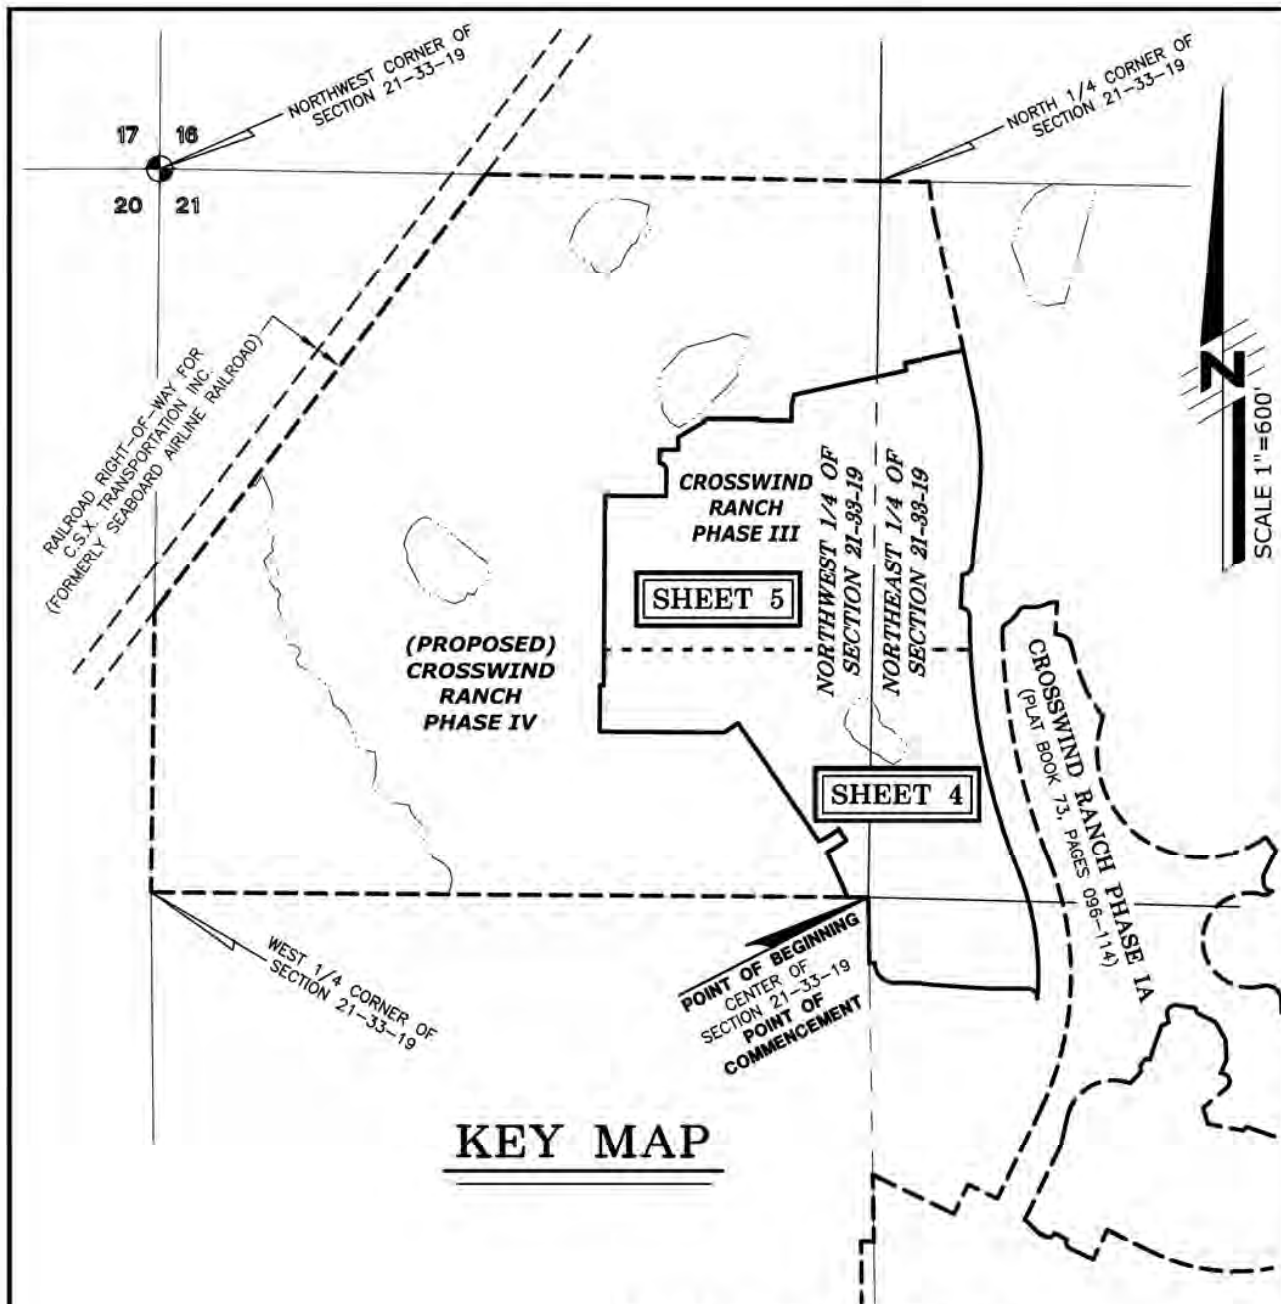 NORTHWEST CORNER OF
SECTION 21-33-19
NORTH 1/4 CORNER OF
SECTION 21-33-19
17 16
20 21
RAILROAD RIGHT-OF-WAY FOR
C.S.X. TRANSPORTATION INC.
(FORMERLY SEABOARD AIRLINE RAILROAD)
N
SCALE 1"=600'
CROSSWIND
RANCH
PHASE III
NORTHWEST 1/4 OF
SECTION 21-33-19
NORTHEAST 1/4 OF
SECTION 21-33-19
SHEET 5
(PROPOSED)
CROSSWIND
RANCH
PHASE IV
SHEET 4
CROSSWIND RANCH PHASE IA
(PLAT BOOK 73, PAGES 096-114)
WEST 1/4 CORNER OF
SECTION 21-33-19
POINT OF BEGINNING
CENTER OF
SECTION 21-33-19
POINT OF
COMMENCEMENT
KEY MAP